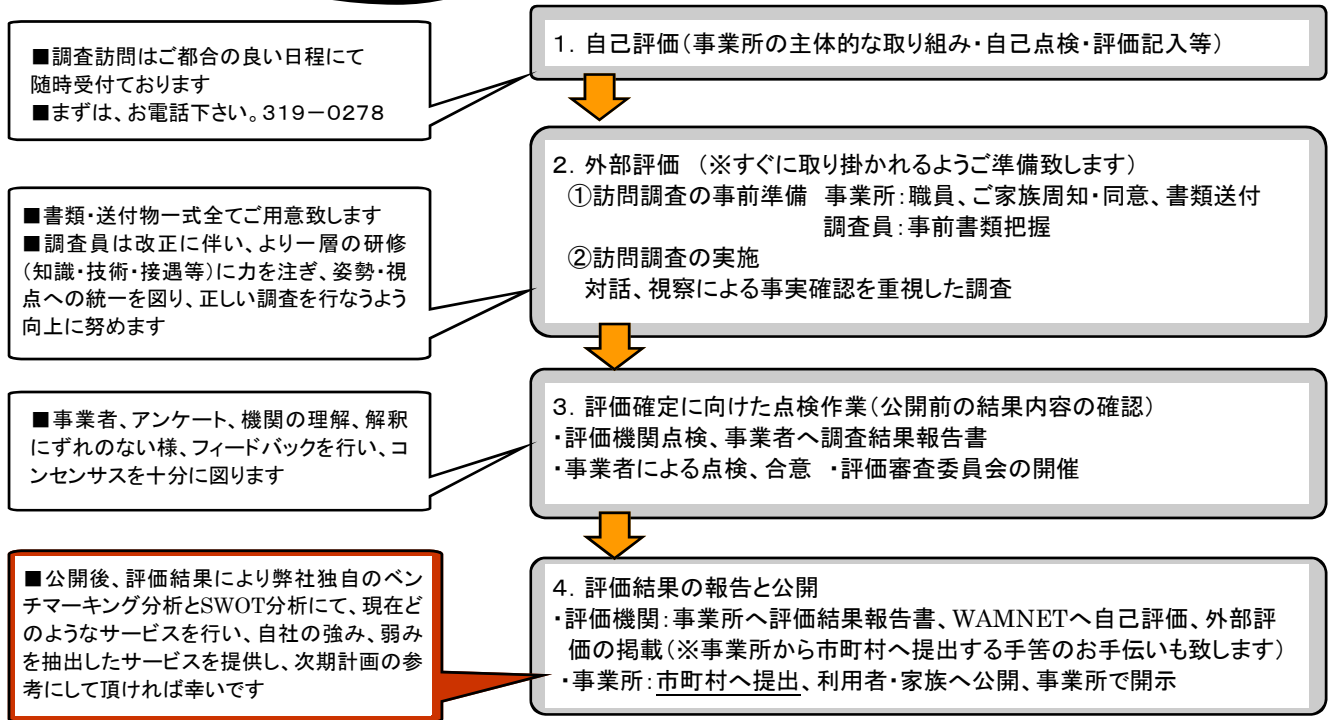 ■調査訪問はご都合の良い日程にて
随時受付ております
■まずは、お電話下さい。319－0278
1．自己評価（事業所の主体的な取り組み・自己点検・評価記入等）
2．外部評価　（※すぐに取り掛かれるようご準備致します）
①訪問調査の事前準備　事業所：職員、ご家族周知・同意、書類送付
調査員：事前書類把握
②訪問調査の実施
対話、視察による事実確認を重視した調査
■書類・送付物一式全てご用意致します
■調査員は改正に伴い、より一層の研修
（知識・技術・接遇等）に力を注ぎ、姿勢・視
点への統一を図り、正しい調査を行なうよう
向上に努めます
3．評価確定に向けた点検作業（公開前の結果内容の確認）
・評価機関点検、事業者へ調査結果報告書
・事業者による点検、合意　・評価審査委員会の開催
■事業者、アンケート、機関の理解、解釈
にずれのない様、フィードバックを行い、コ
ンセンサスを十分に図ります
4．評価結果の報告と公開
・評価機関：事業所へ評価結果報告書、WAMNETへ自己評価、外部評
価の掲載（※事業所から市町村へ提出する手筈のお手伝いも致します）
・事業所：市町村へ提出、利用者・家族へ公開、事業所で開示
■公開後、評価結果により弊社独自のベン
チマーキング分析とSWOT分析にて、現在ど
のようなサービスを行い、自社の強み、弱み
を抽出したサービスを提供し、次期計画の参
考にして頂ければ幸いです